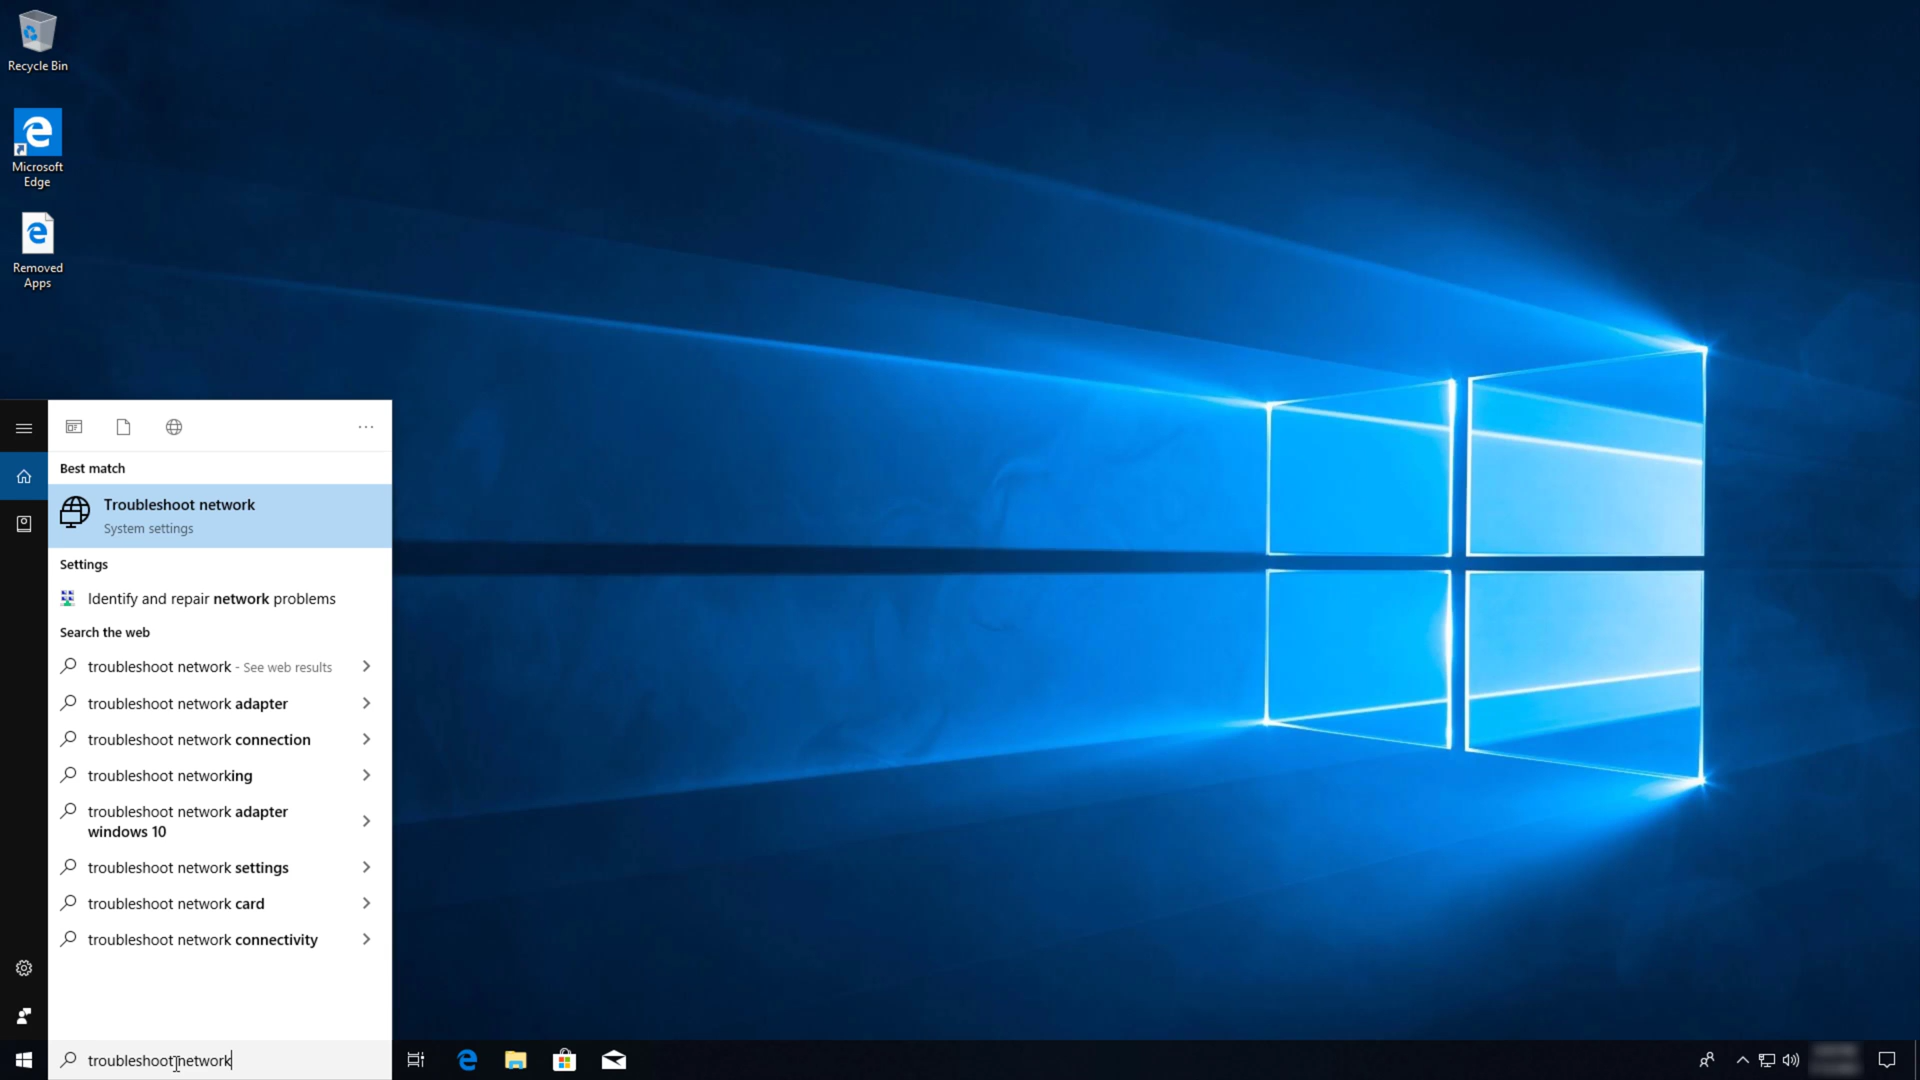 Recycle Bin
Microsoft
Edge
Removed
Apps
Best match
Troubleshoot network
System settings
Settings
Identify and repair network problems
Search the web
troubleshoot network - See web results
troubleshoot network adapter
troubleshoot network connection
troubleshoot networking
troubleshoot network adapter
windows 10
troubleshoot network settings
troubleshoot network card
troubleshoot network connectivity
troubleshoot network